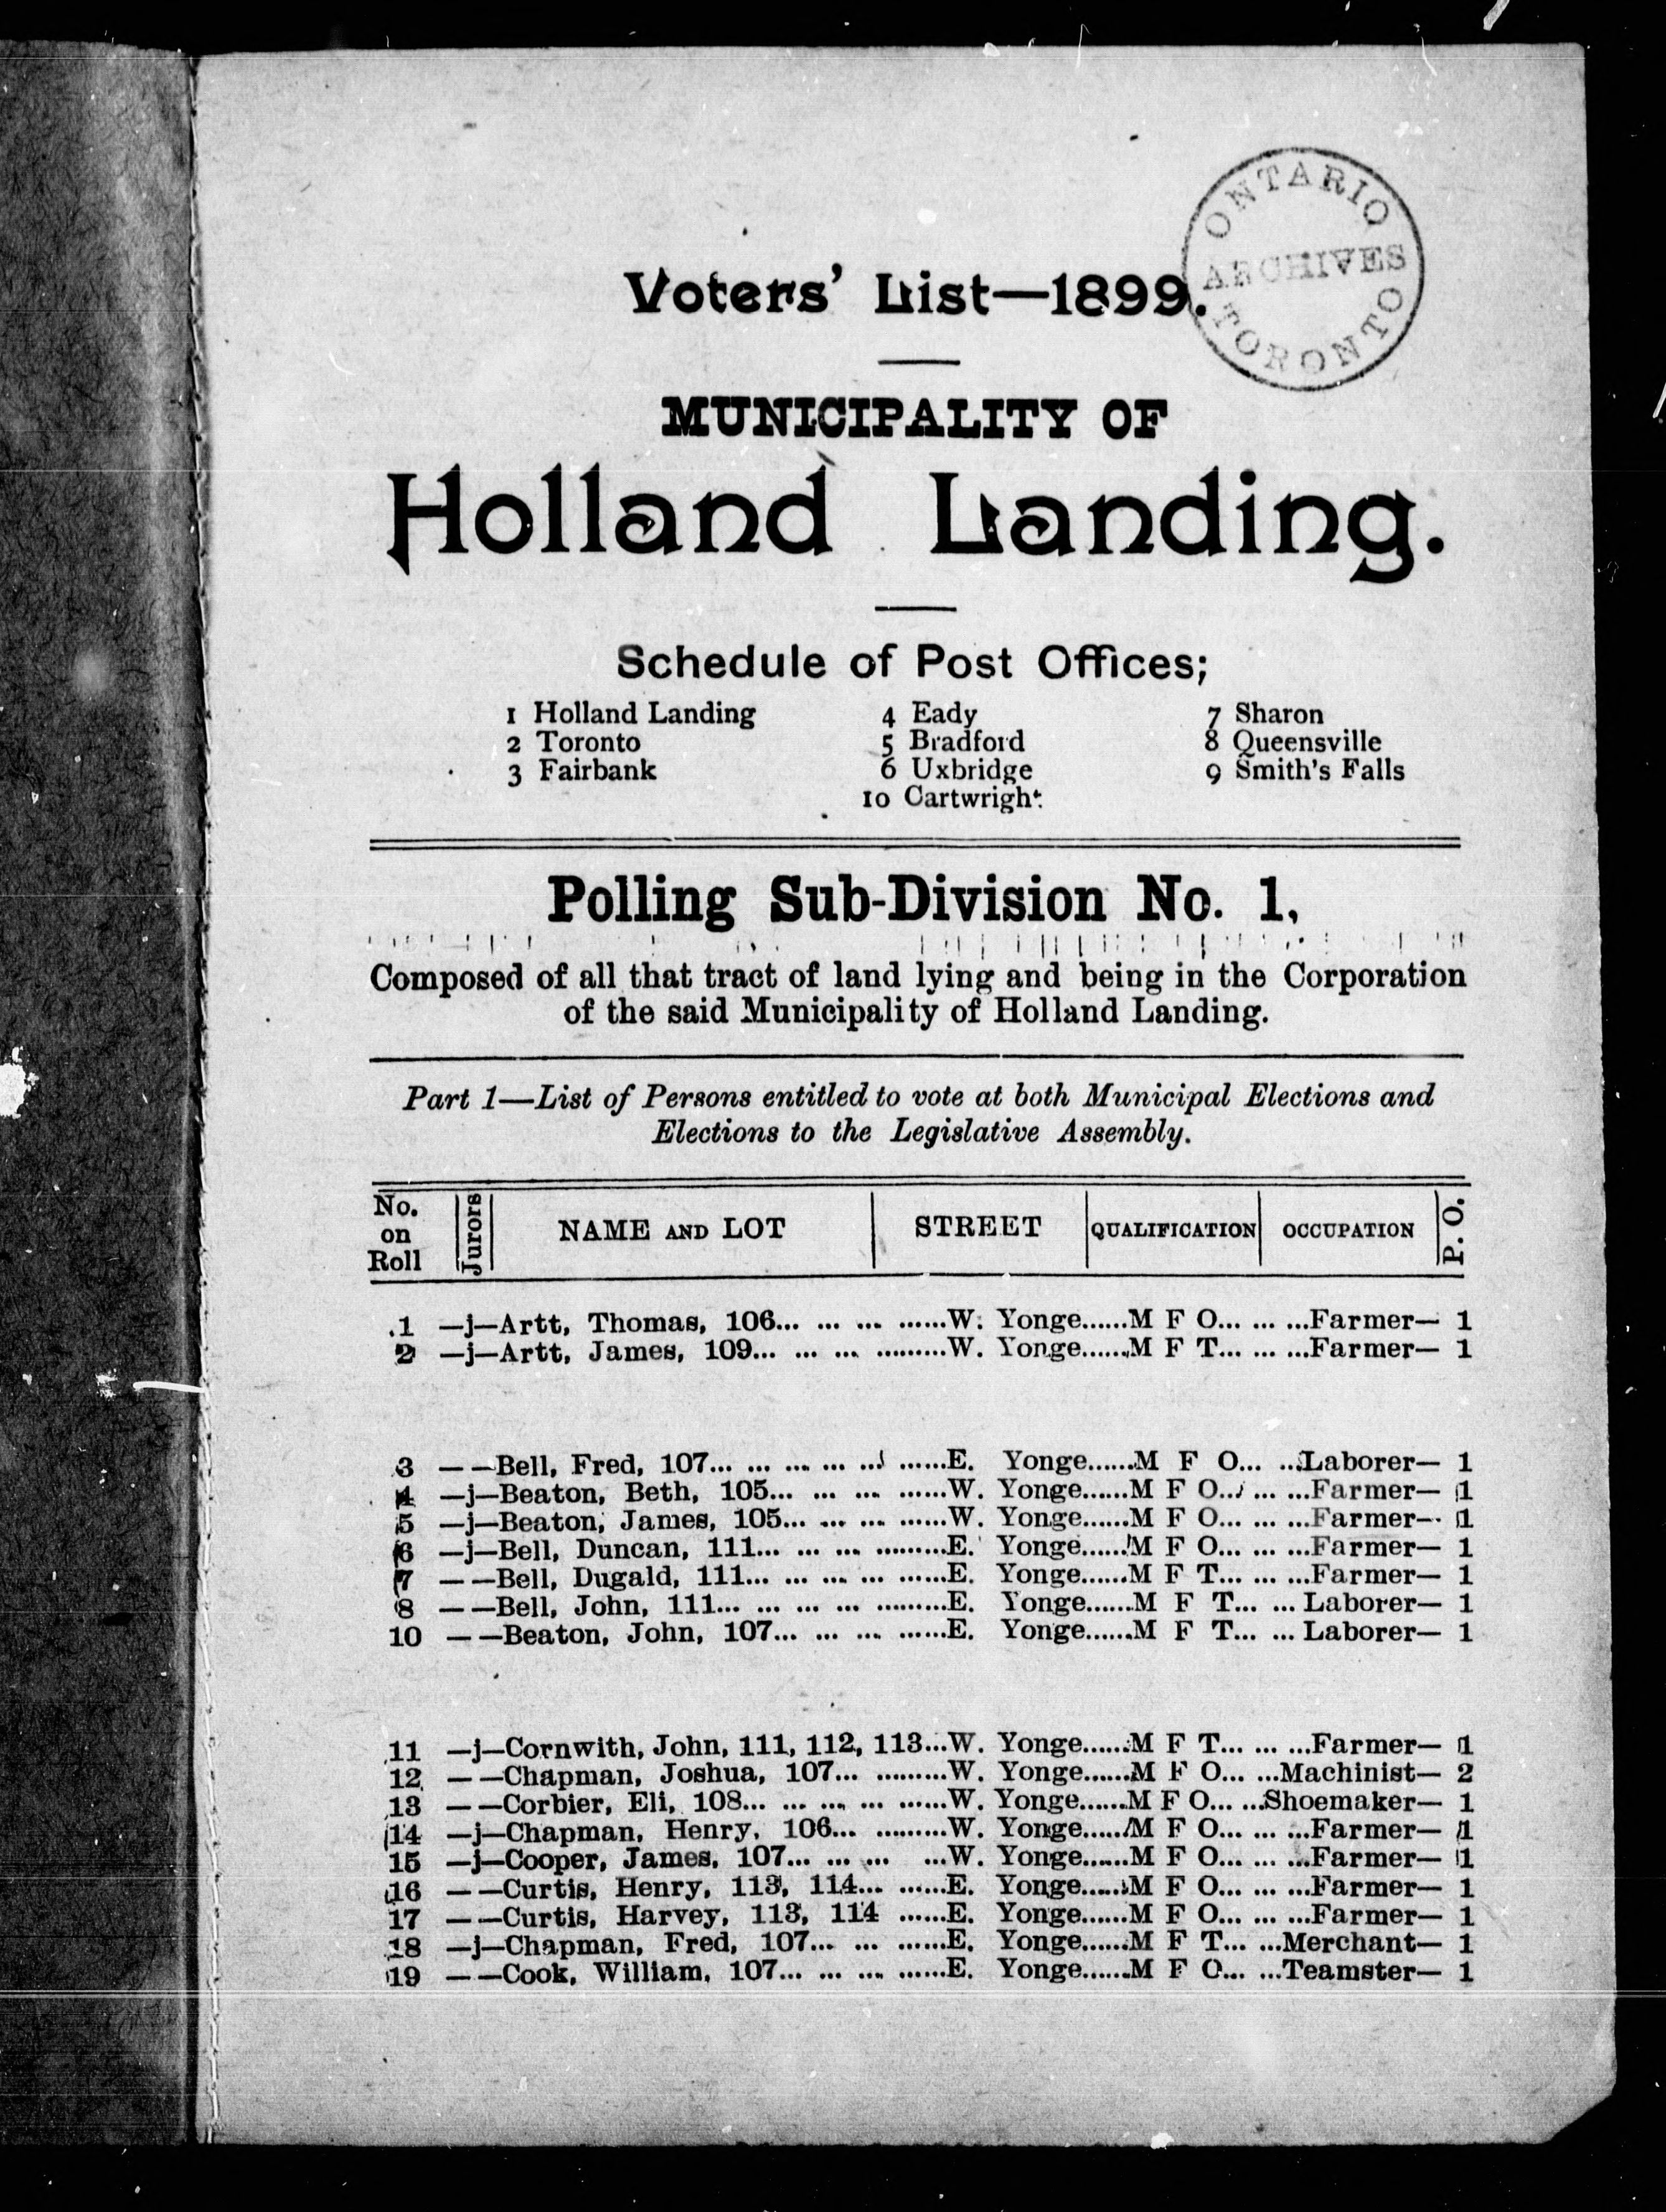 ONTARIO
ARCHIVES
TORONTO
Voters' List—1899.
MUNICIPALITY OF
Holland Landing.
Schedule of Post Offices;
1 Holland Landing 4 Eady 7 Sharon
2 Toronto 5 Bradford 8 Queensville
3 Fairbank 6 Uxbridge 9 Smith's Falls
10 Cartwright.
Polling Sub-Division No. 1,
Composed of all that tract of land lying and being in the Corporation
of the said Municipality of Holland Landing.
Part 1—List of Persons entitled to vote at both Municipal Elections and
Elections to the Legislative Assembly.
No. on Roll Jurors NAME AND LOT STREET QUALIFICATION OCCUPATION P. O.
1 —j—Artt, Thomas, 106... ... ... ......W. Yonge......M F O... ... ...Farmer— 1
2 —j—Artt, James, 109... ... ... .........W. Yonge......M F T... ... ...Farmer— 1
3 — —Bell, Fred, 107... ... ... ... ... ......E. Yonge......M F O... ...Laborer— 1
4 —j—Beaton, Beth, 105... ... ... ......W. Yonge......M F O... ... ...Farmer— 1
5 —j—Beaton, James, 105... ... ... ......W. Yonge......M F O... ... ...Farmer— 1
6 —j—Bell, Duncan, 111... ... ... .........E. Yonge......M F O... ... ...Farmer— 1
7 — —Bell, Dugald, 111... ... ... ... ......E. Yonge......M F T... ... ...Farmer— 1
8 — —Bell, John, 111... ... ... ... .........E. Yonge......M F T... ... Laborer— 1
10 — —Beaton, John, 107... ... ... ......E. Yonge......M F T... ... Laborer— 1
11 —j—Cornwith, John, 111, 112, 113...W. Yonge......M F T... ... ...Farmer— 1
12 — —Chapman, Joshua, 107... .........W. Yonge......M F O... ...Machinist— 2
13 — —Corbier, Eli, 108... ... ... ... ......W. Yonge......M F O... ...Shoemaker— 1
14 —j—Chapman, Henry, 106... .........W. Yonge......M F O... ... ...Farmer— 1
15 —j—Cooper, James, 107... ... ... ...W. Yonge......M F O... ... ...Farmer— 1
16 — —Curtis, Henry, 113, 114... ......E. Yonge......M F O... ... ...Farmer— 1
17 — —Curtis, Harvey, 113, 114 ......E. Yonge......M F O... ... ...Farmer— 1
18 —j—Chapman, Fred, 107... ... ......E. Yonge......M F T... ...Merchant— 1
19 — —Cook, William, 107... ... ... ......E. Yonge......M F O... ...Teamster— 1